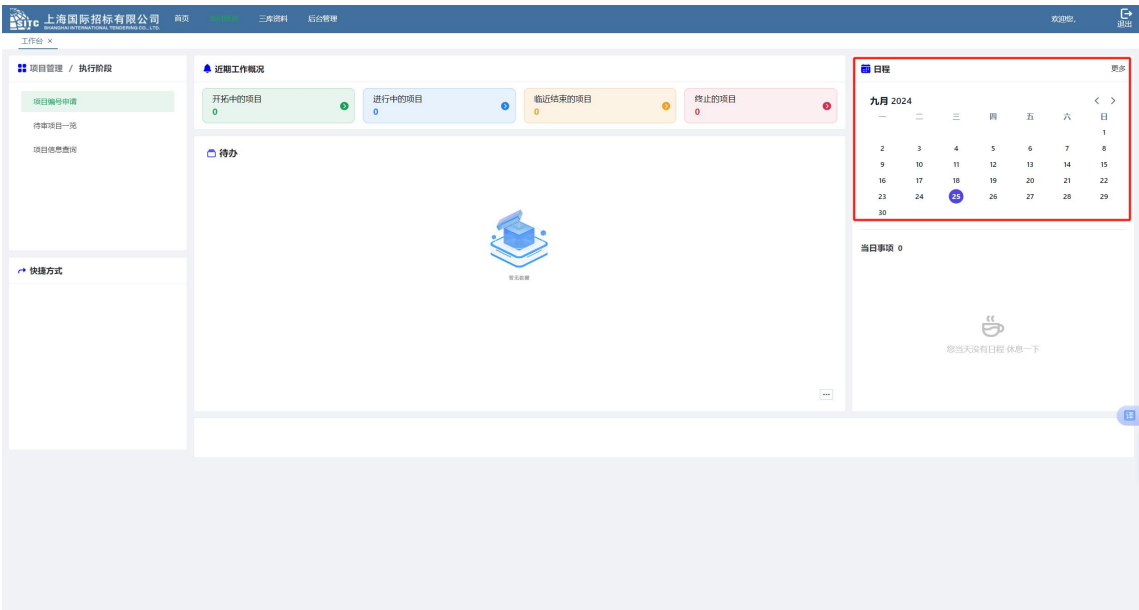 SITC 上海国际招标有限公司 首页 项目管理 三库资料 后台管理 欢迎您, 退出
SHANGHAI INTERNATIONAL TENDERING CO., LTD.
工作台 ×
项目管理 / 执行阶段
项目编号申请
待审项目一览
项目信息查询
快捷方式
近期工作概况
开拓中的项目
0
进行中的项目
0
临近结束的项目
0
终止的项目
0
待办
暂无数据
日程 更多
九月 2024 < >
一 二 三 四 五 六 日
1
2 3 4 5 6 7 8
9 10 11 12 13 14 15
16 17 18 19 20 21 22
23 24 25 26 27 28 29
30
当日事项 0
您当天没有日程 休息一下
译